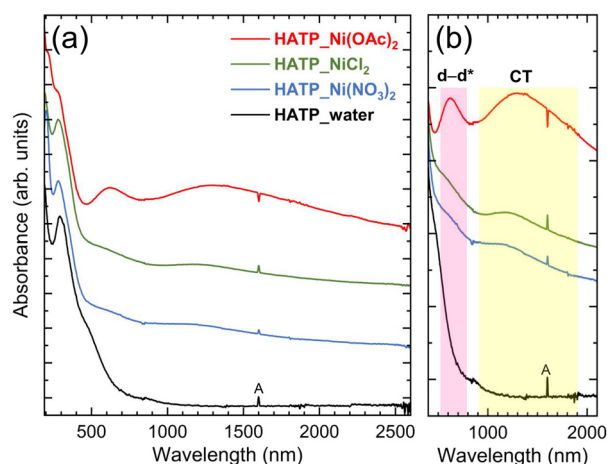 (a)
HATP_Ni(OAc)₂
HATP_NiCl₂
HATP_Ni(NO₃)₂
HATP_water
A
Absorbance (arb. units)
500 1000 1500 2000 2500
Wavelength (nm)
(b)
d–d*
CT
A
1000 2000
Wavelength (nm)